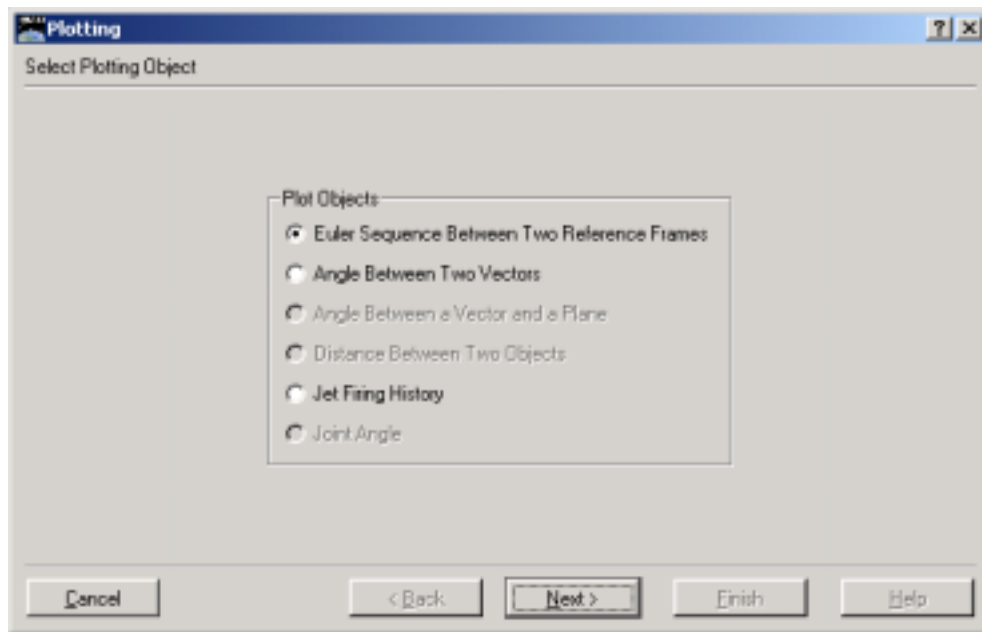 Plotting
Select Plotting Object
Plot Objects
Euler Sequence Between Two Reference Frames
Angle Between Two Vectors
Angle Between a Vector and a Plane
Distance Between Two Objects
Jet Firing History
Joint Angle
Cancel
< Back
Next >
Finish
Help